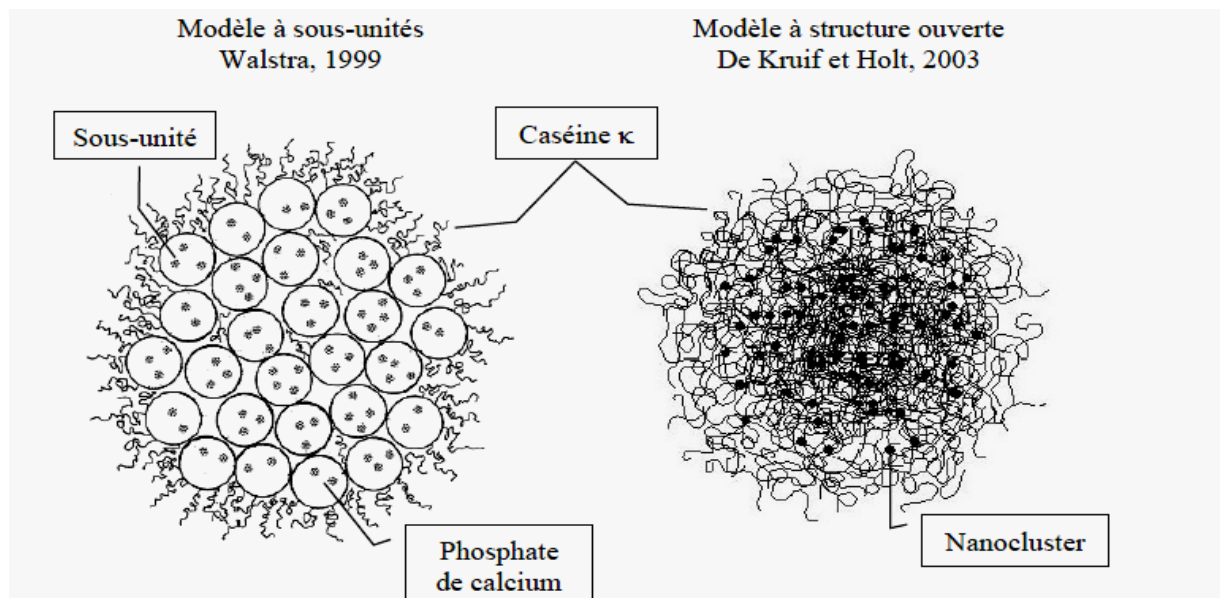 Modèle à sous-unités
Walstra, 1999
Modèle à structure ouverte
De Kruif et Holt, 2003
Sous-unité
Caséine κ
Phosphate
de calcium
Nanocluster